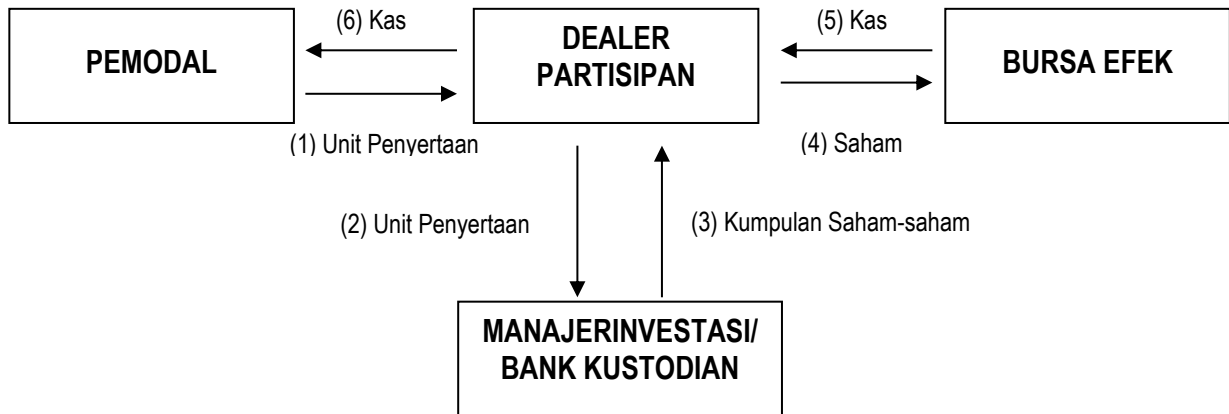 (6) Kas
(5) Kas
PEMODAL
DEALER
PARTISIPAN
BURSA EFEK
(1) Unit Penyertaan
(4) Saham
(2) Unit Penyertaan
(3) Kumpulan Saham-saham
MANAJERINVESTASI/
BANK KUSTODIAN